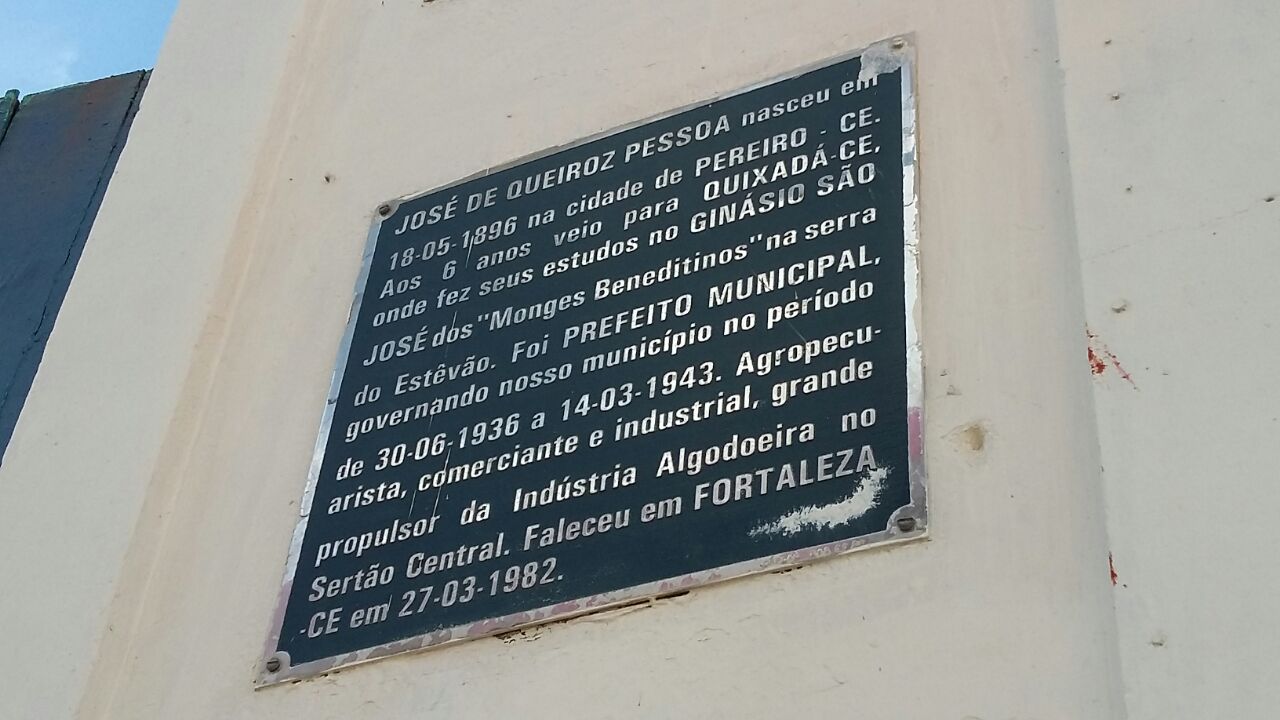 JOSÉ DE QUEIROZ PESSOA nasceu em
18-05-1896 na cidade de PEREIRO - CE.
Aos 6 anos veio para QUIXADÁ-CE,
onde fez seus estudos no GINÁSIO SÃO
JOSÉ dos "Monges Beneditinos" na serra
do Estêvão. Foi PREFEITO MUNICIPAL,
governando nosso município no período
de 30-06-1936 a 14-03-1943. Agropecu-
arista, comerciante e industrial, grande
propulsor da Indústria Algodoeira no
Sertão Central. Faleceu em FORTALEZA
-CE em 27-03-1982.